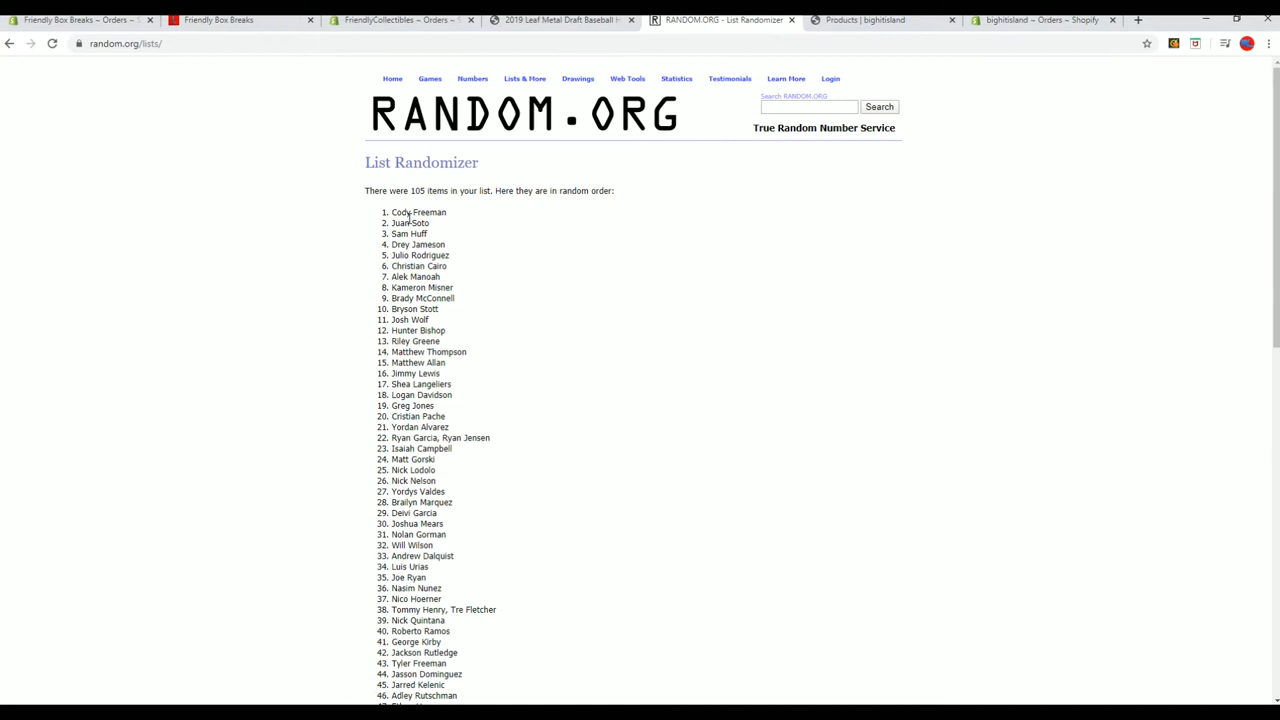 Friendly Box Breaks ~ Orders ~ S
Friendly Box Breaks
FriendlyCollectibles ~ Orders ~ S
2019 Leaf Metal Draft Baseball H
RANDOM.ORG - List Randomizer
Products | bighitisland
bighitisland ~ Orders ~ Shopify
random.org/lists/
Home Games Numbers Lists & More Drawings Web Tools Statistics Testimonials Learn More Login
Search RANDOM.ORG
RANDOM.ORG
Search
True Random Number Service
List Randomizer
There were 105 items in your list. Here they are in random order:
1. Cody Freeman
2. Juan Soto
3. Sam Huff
4. Drey Jameson
5. Julio Rodriguez
6. Christian Cairo
7. Alek Manoah
8. Kameron Misner
9. Brady McConnell
10. Bryson Stott
11. Josh Wolf
12. Hunter Bishop
13. Riley Greene
14. Matthew Thompson
15. Matthew Allan
16. Jimmy Lewis
17. Shea Langeliers
18. Logan Davidson
19. Greg Jones
20. Cristian Pache
21. Yordan Alvarez
22. Ryan Garcia, Ryan Jensen
23. Isaiah Campbell
24. Matt Gorski
25. Nick Lodolo
26. Nick Nelson
27. Yordys Valdes
28. Brailyn Marquez
29. Deivi Garcia
30. Joshua Mears
31. Nolan Gorman
32. Will Wilson
33. Andrew Dalquist
34. Luis Urias
35. Joe Ryan
36. Nasim Nunez
37. Nico Hoerner
38. Tommy Henry, Tre Fletcher
39. Nick Quintana
40. Roberto Ramos
41. George Kirby
42. Jackson Rutledge
43. Tyler Freeman
44. Jasson Dominguez
45. Jarred Kelenic
46. Adley Rutschman